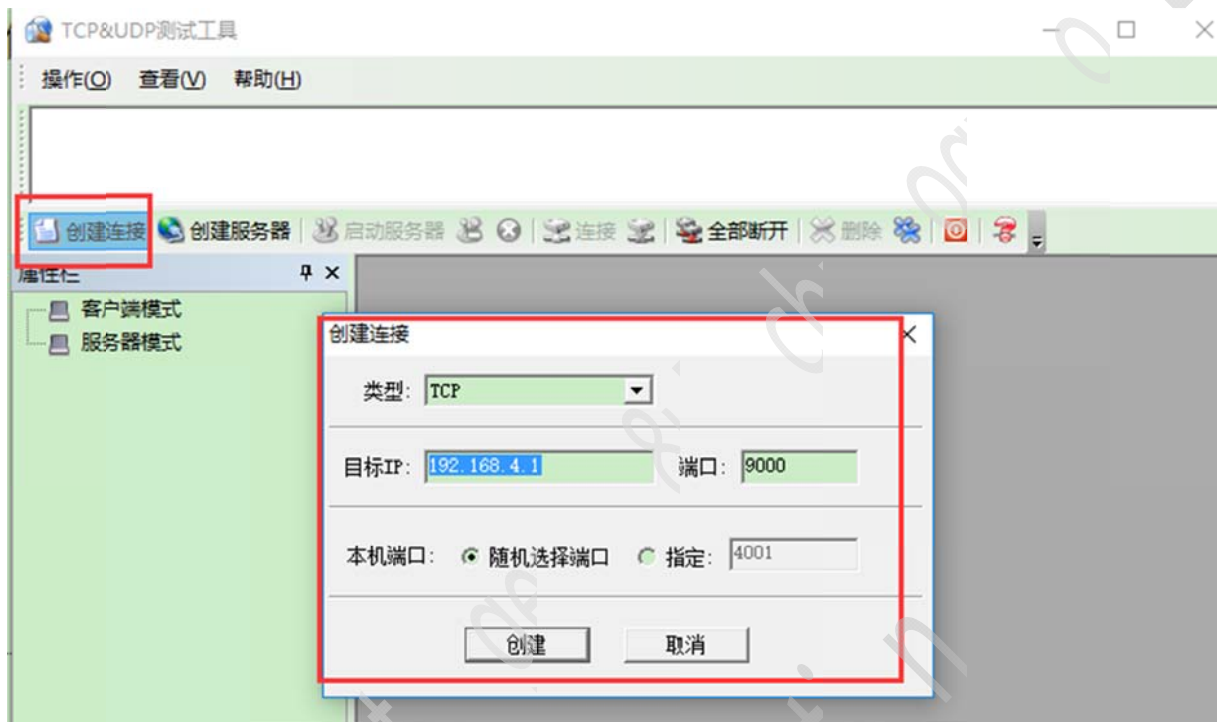 TCP&UDP测试工具
操作(O) 查看(V) 帮助(H)
创建连接 创建服务器 启动服务器 连接 全部断开 删除
属性栏
客户端模式
服务器模式
创建连接
类型: TCP
目标IP: 192.168.4.1 端口: 9000
本机端口: 随机选择端口 指定: 4001
创建 取消